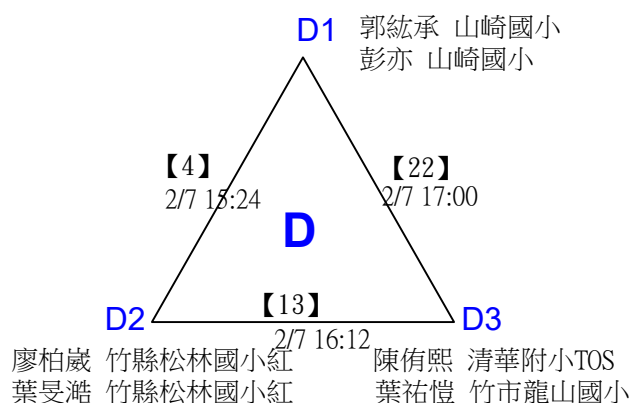 D1 郭紘承 山崎國小
彭亦 山崎國小
【4】
2/7 15:24
【22】
2/7 17:00
D
【13】
2/7 16:12
D2
D3
廖柏崴 竹縣松林國小紅
葉旻澔 竹縣松林國小紅
陳侑熙 清華附小TOS
葉祐愷 竹市龍山國小